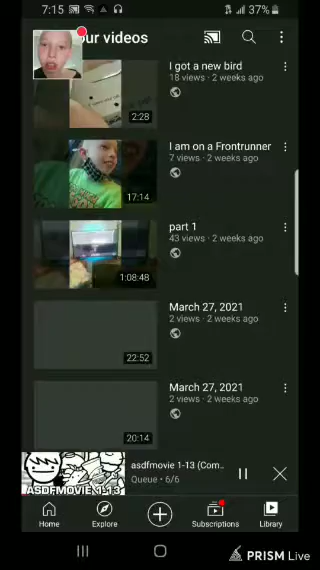 7:15
37%
our videos
I got a new bird
18 views · 2 weeks ago
2:28
I am on a Frontrunner
7 views · 2 weeks ago
17:14
part 1
43 views · 2 weeks ago
1:08:48
March 27, 2021
2 views · 2 weeks ago
22:52
March 27, 2021
2 views · 2 weeks ago
20:14
asdfmovie 1-13 (Com...
Queue · 6/6
ASDFMOVIE 1-13
Home
Explore
Subscriptions
Library
PRISM Live